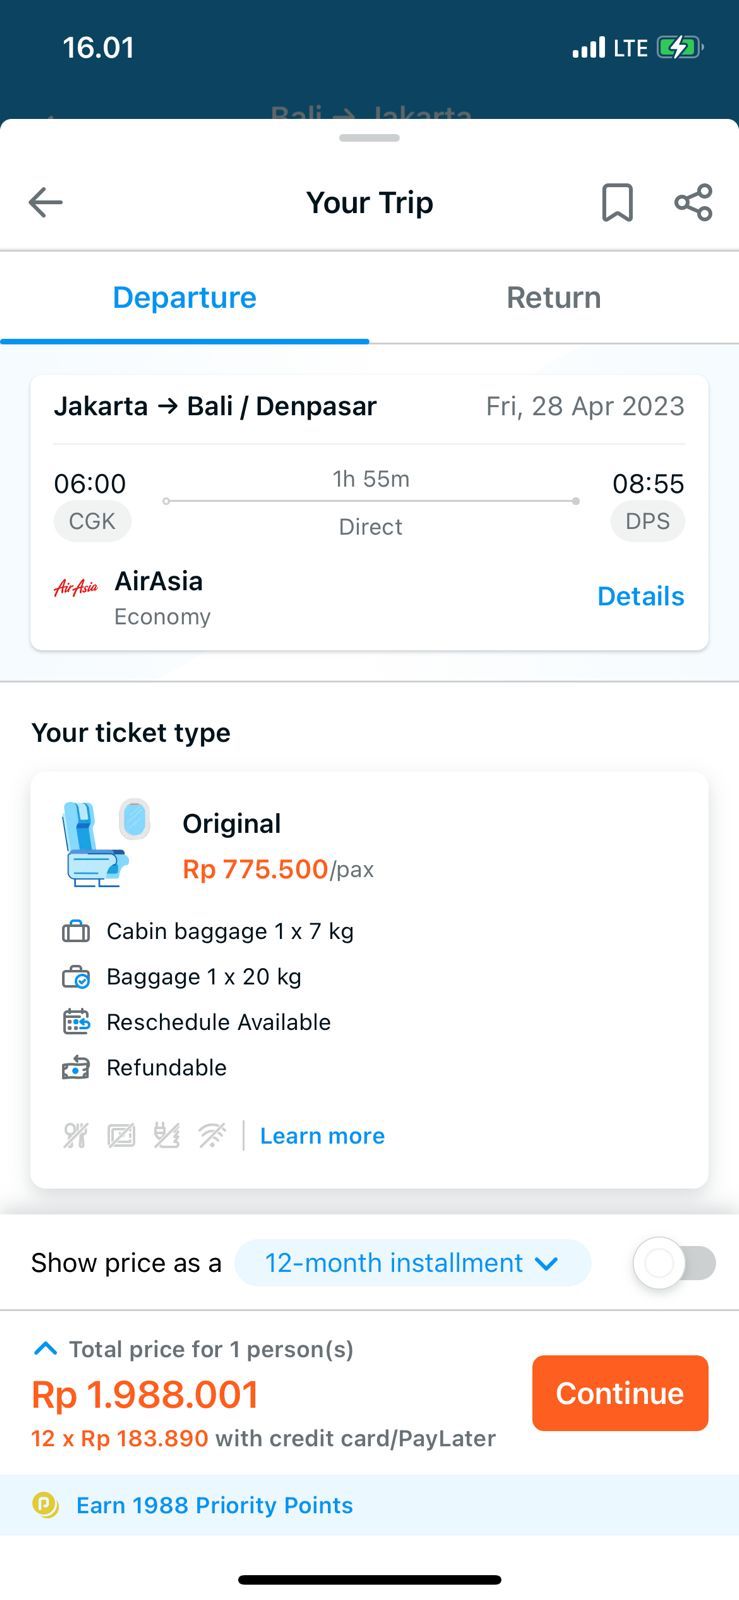 16.01
LTE
Bali → Jakarta
Your Trip
Departure
Return
Jakarta → Bali / Denpasar
Fri, 28 Apr 2023
06:00
1h 55m
08:55
CGK
Direct
DPS
AirAsia
AirAsia
Details
Economy
Your ticket type
Original
Rp 775.500/pax
Cabin baggage 1 x 7 kg
Baggage 1 x 20 kg
Reschedule Available
Refundable
Learn more
Show price as a
12-month installment
Total price for 1 person(s)
Rp 1.988.001
Continue
12 x Rp 183.890 with credit card/PayLater
Earn 1988 Priority Points